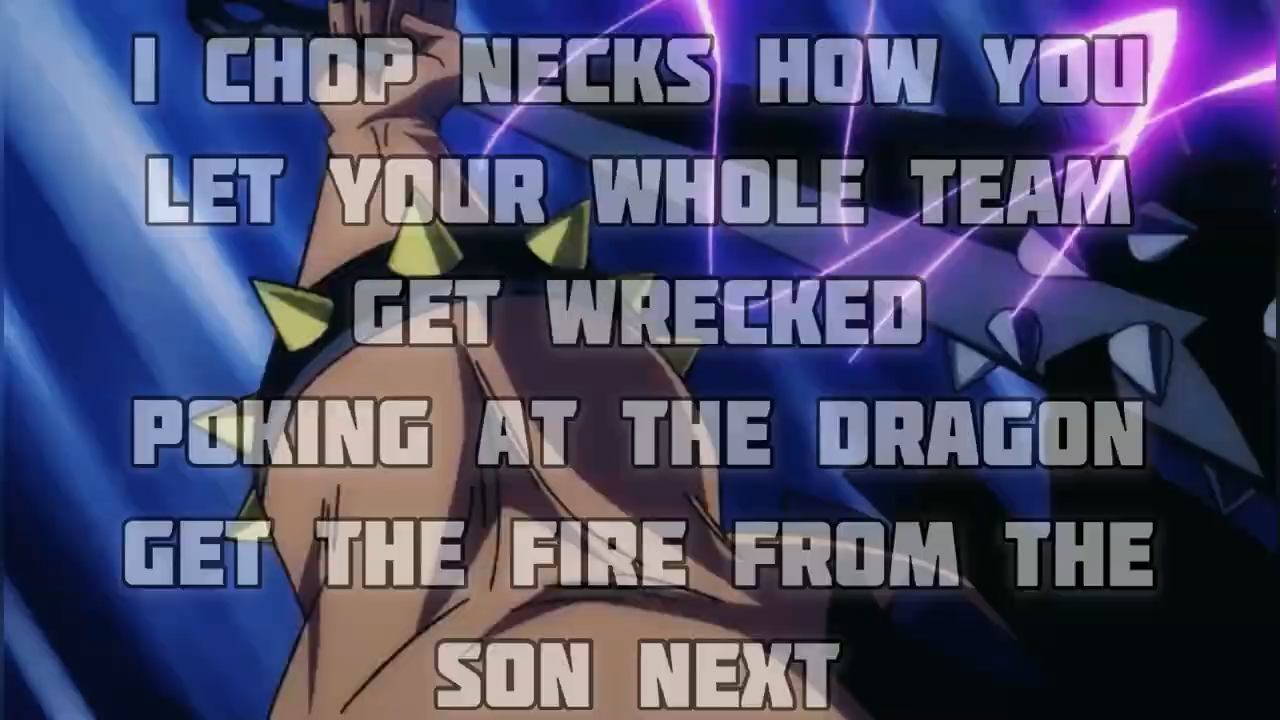 I CHOP NECKS HOW YOU
LET YOUR WHOLE TEAM
GET WRECKED
POKING AT THE DRAGON
GET THE FIRE FROM THE
SON NEXT